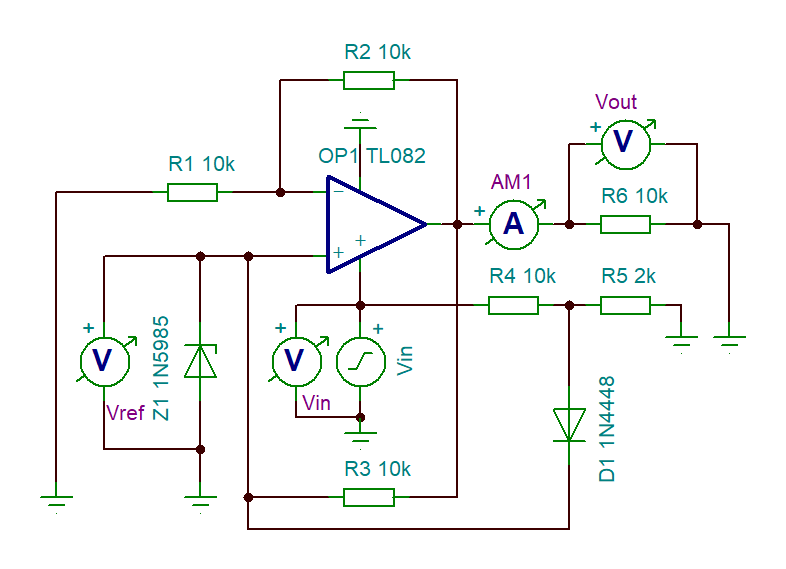 R2 10k
Vout
+
V
OP1 TL082
R1 10k
AM1
R6 10k
+
A
−
+
+
R4 10k
R5 2k
+
V
Vref
Z1 1N5985
+
V
Vin
+
Vin
D1 1N4448
R3 10k